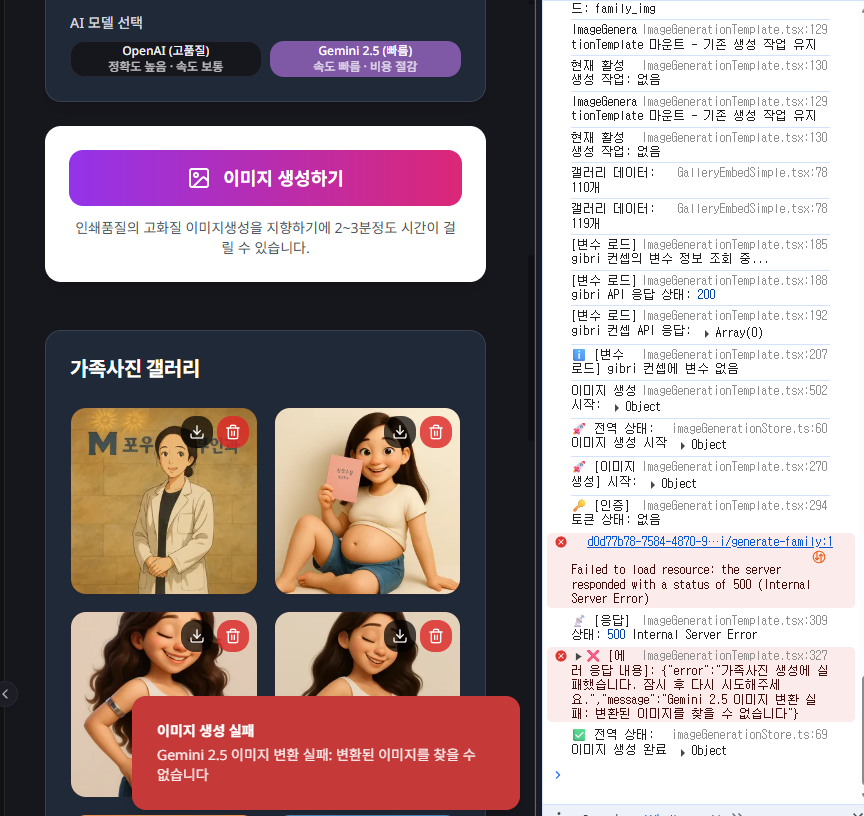 AI 모델 선택
OpenAI (고품질)
정확도 높음 · 속도 보통
Gemini 2.5 (빠름)
속도 빠름 · 비용 절감
이미지 생성하기
인쇄품질의 고화질 이미지생성을 지향하기에 2~3분정도 시간이 걸
릴 수 있습니다.
가족사진 갤러리
M 포우
이미지 생성 실패
Gemini 2.5 이미지 변환 실패: 변환된 이미지를 찾을 수
없습니다
드: family_img
ImageGenera ImageGenerationTemplate.tsx:129
tionTemplate 마운트 - 기존 생성 작업 유지
현재 활성 ImageGenerationTemplate.tsx:130
생성 작업: 없음
ImageGenera ImageGenerationTemplate.tsx:129
tionTemplate 마운트 - 기존 생성 작업 유지
현재 활성 ImageGenerationTemplate.tsx:130
생성 작업: 없음
갤러리 데이터: GalleryEmbedSimple.tsx:78
110개
갤러리 데이터: GalleryEmbedSimple.tsx:78
119개
[변수 로드] ImageGenerationTemplate.tsx:185
gibri 컨셉의 변수 정보 조회 중...
[변수 로드] ImageGenerationTemplate.tsx:188
gibri API 응답 상태: 200
[변수 로드] ImageGenerationTemplate.tsx:192
gibri 컨셉 API 응답: ▸ Array(0)
ℹ️ [변수 ImageGenerationTemplate.tsx:207
로드] gibri 컨셉에 변수 없음
이미지 생성 ImageGenerationTemplate.tsx:502
시작: ▸ Object
🚀 전역 상태: imageGenerationStore.ts:60
이미지 생성 시작 ▸ Object
🚀 [이미지 ImageGenerationTemplate.tsx:270
생성] 시작: ▸ Object
🔑 [인증] ImageGenerationTemplate.tsx:294
토큰 상태: 없음
d0d77b78-7584-4870-9…i/generate-family:1
Failed to load resource: the server
responded with a status of 500 (Internal
Server Error)
📡 [응답] ImageGenerationTemplate.tsx:309
상태: 500 Internal Server Error
▸ ❌ [에 ImageGenerationTemplate.tsx:327
러 응답 내용]: {"error":"가족사진 생성에 실
패했습니다. 잠시 후 다시 시도해주세
요.","message":"Gemini 2.5 이미지 변환 실
패: 변환된 이미지를 찾을 수 없습니다"}
✅ 전역 상태: imageGenerationStore.ts:69
이미지 생성 완료 ▸ Object